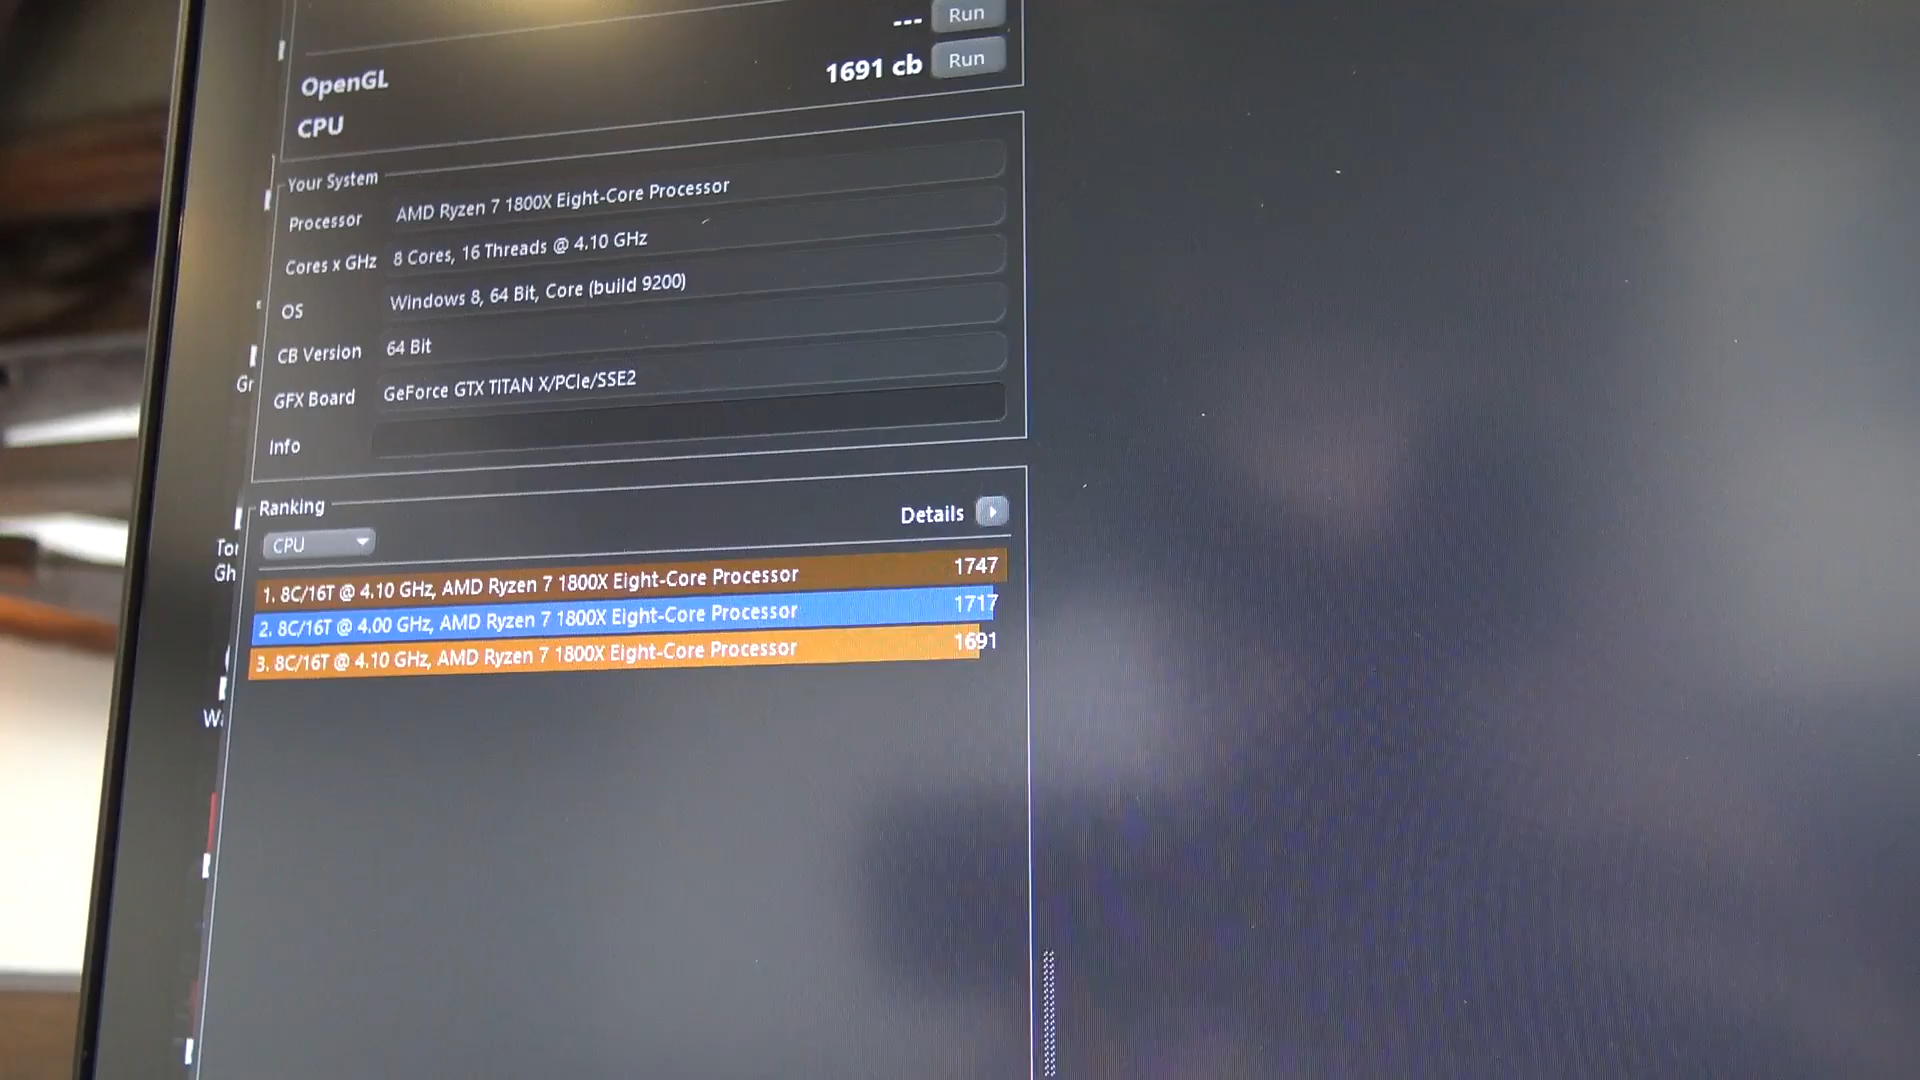 --- Run
OpenGL 1691 cb Run
CPU
Your System
Processor AMD Ryzen 7 1800X Eight-Core Processor
Cores x GHz 8 Cores, 16 Threads @ 4.10 GHz
OS Windows 8, 64 Bit, Core (build 9200)
CB Version 64 Bit
GFX Board GeForce GTX TITAN X/PCIe/SSE2
Info
Ranking
Details
CPU
1. 8C/16T @ 4.10 GHz, AMD Ryzen 7 1800X Eight-Core Processor 1747
2. 8C/16T @ 4.00 GHz, AMD Ryzen 7 1800X Eight-Core Processor 1717
3. 8C/16T @ 4.10 GHz, AMD Ryzen 7 1800X Eight-Core Processor 1691
Gr
Gh